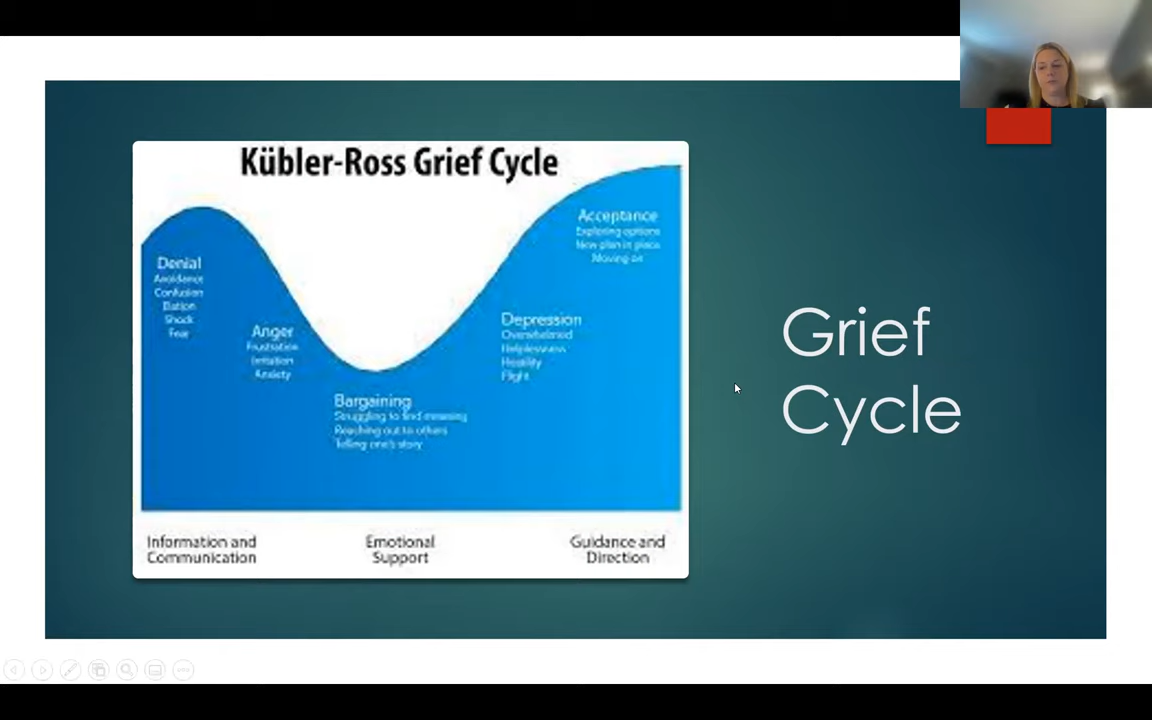 Kübler-Ross Grief Cycle
Denial
Avoidance
Confusion
Elation
Shock
Fear
Anger
Frustration
Irritation
Anxiety
Bargaining
Struggling to find meaning
Reaching out to others
Telling one's story
Depression
Overwhelmed
Helplessness
Hostility
Flight
Acceptance
Exploring options
New plan in place
Moving on
Information and
Communication
Emotional
Support
Guidance and
Direction
Grief
Cycle